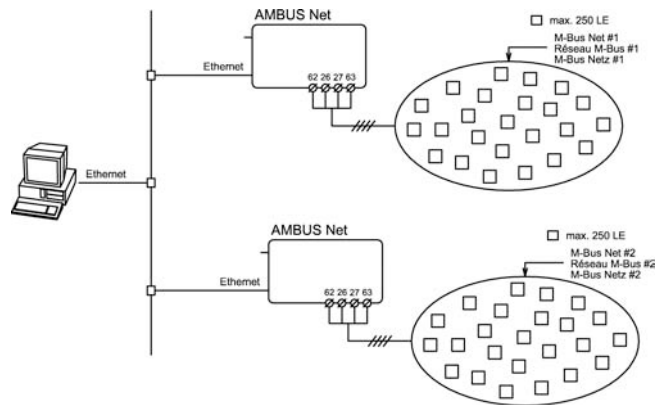 AMBUS Net
max. 250 LE
M-Bus Net #1
Réseau M-Bus #1
M-Bus Netz #1
Ethernet
62 26 27 63
Ethernet
AMBUS Net
max. 250 LE
M-Bus Net #2
Réseau M-Bus #2
M-Bus Netz #2
Ethernet
62 26 27 63